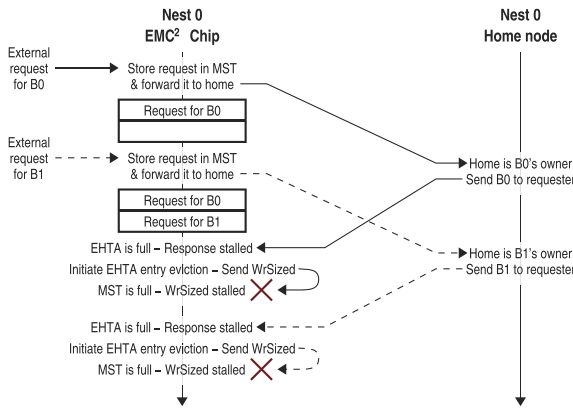 Nest 0
EMC² Chip
Nest 0
Home node
External
request
for B0
Store request in MST
& forward it to home
Request for B0
External
request
for B1
Store request in MST
& forward it to home
Home is B0's owner
Send B0 to requester
Request for B0
Request for B1
EHTA is full – Response stalled
Home is B1's owner
Send B1 to requester
Initiate EHTA entry eviction – Send WrSized
MST is full – WrSized stalled
EHTA is full – Response stalled
Initiate EHTA entry eviction – Send WrSized
MST is full – WrSized stalled